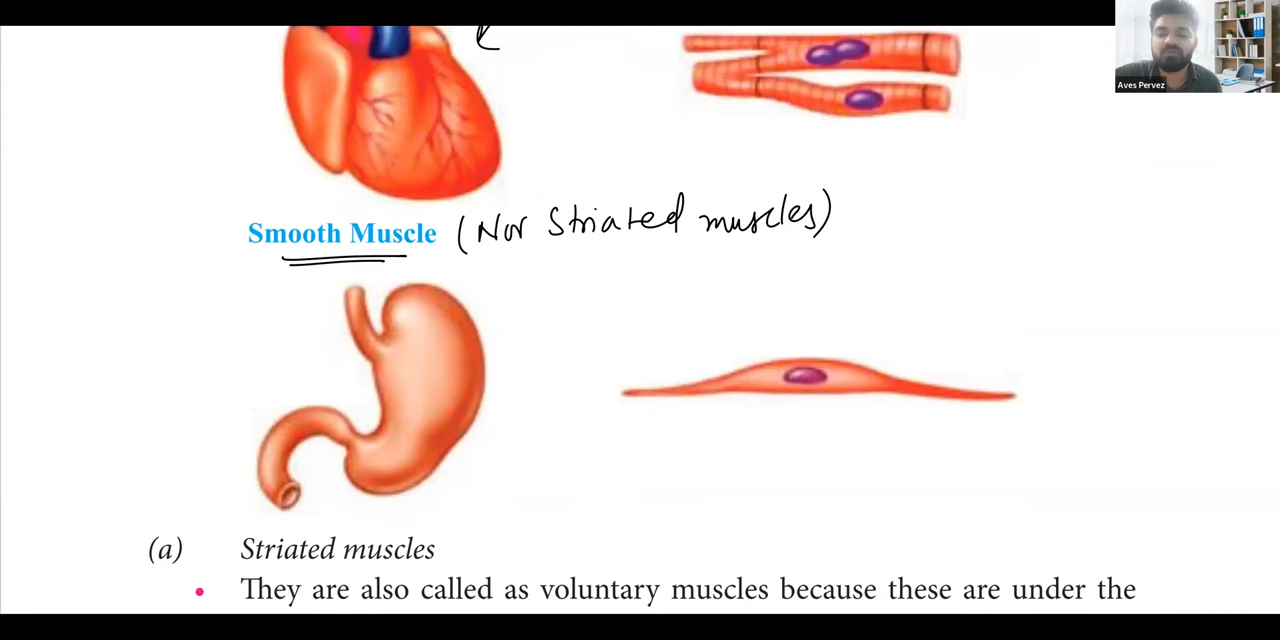 Aves Pervez
Smooth Muscle (Non Striated muscles)
(a) Striated muscles
• They are also called as voluntary muscles because these are under the